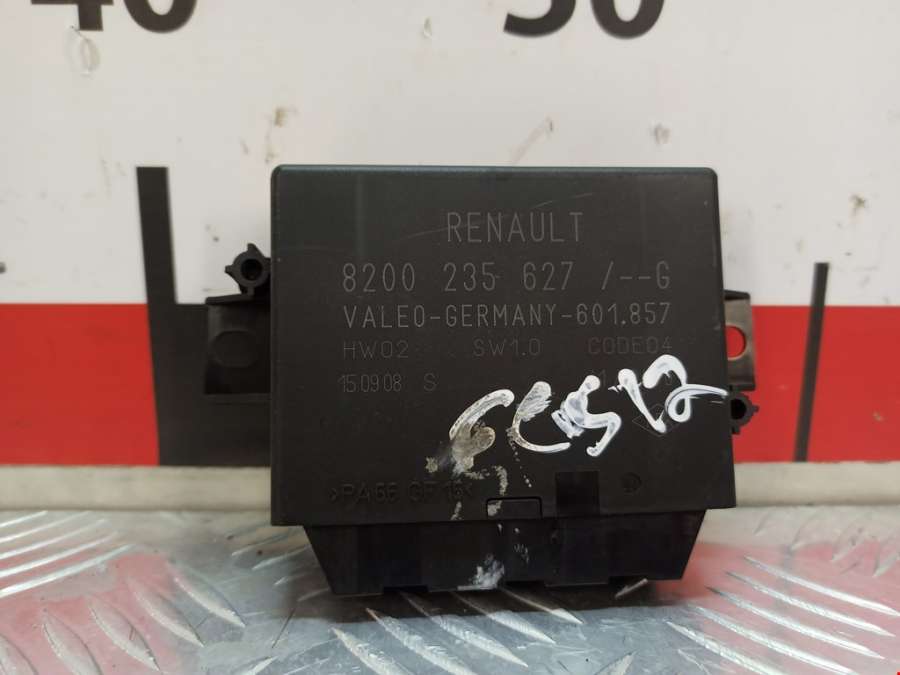 40 50
RENAULT
8200 235 627 /--G
VALEO-GERMANY-601.857
HW02 SW1.0 CODE04
15.09.08 S
>PA66 GF15<